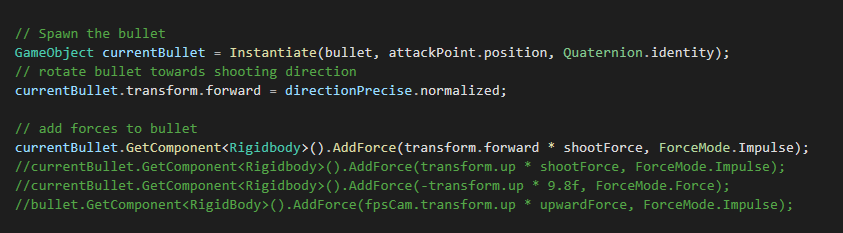 // Spawn the bullet
GameObject currentBullet = Instantiate(bullet, attackPoint.position, Quaternion.identity);
// rotate bullet towards shooting direction
currentBullet.transform.forward = directionPrecise.normalized;
// add forces to bullet
currentBullet.GetComponent<Rigidbody>().AddForce(transform.forward * shootForce, ForceMode.Impulse);
//currentBullet.GetComponent<Rigidbody>().AddForce(transform.up * shootForce, ForceMode.Impulse);
//currentBullet.GetComponent<Rigidbody>().AddForce(-transform.up * 9.8f, ForceMode.Force);
//bullet.GetComponent<RigidBody>().AddForce(fpsCam.transform.up * upwardForce, ForceMode.Impulse);